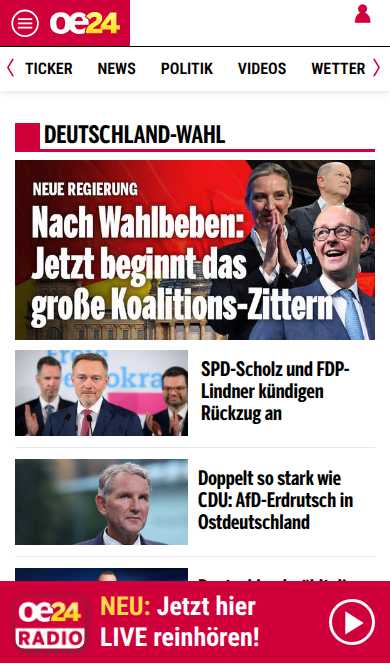 oe24
TICKER NEWS POLITIK VIDEOS WETTER
DEUTSCHLAND-WAHL
NEUE REGIERUNG
Nach Wahlbeben:
Jetzt beginnt das
große Koalitions-Zittern
SPD-Scholz und FDP-
Lindner kündigen
Rückzug an
Doppelt so stark wie
CDU: AfD-Erdrutsch in
Ostdeutschland
oe24
RADIO
NEU: Jetzt hier
LIVE reinhören!